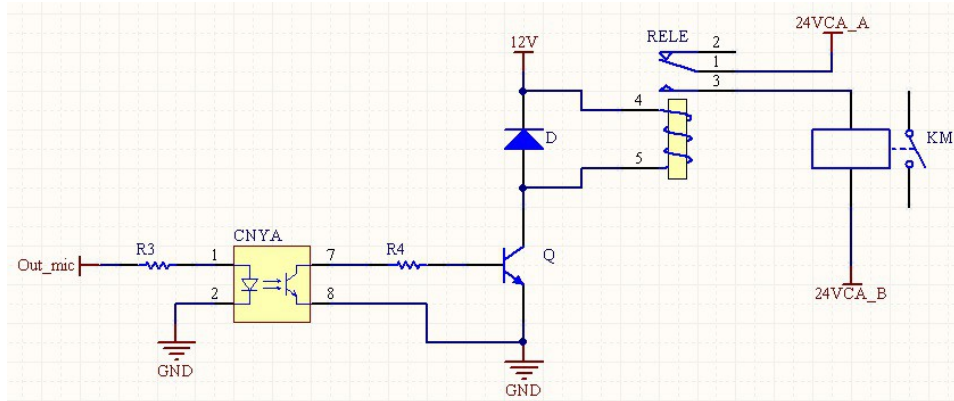 24VCA_A
12V
RELE
2
1
3
4
D
5
KM
CNYA
R3
1
7
R4
Q
Out_mic
2
8
24VCA_B
GND
GND